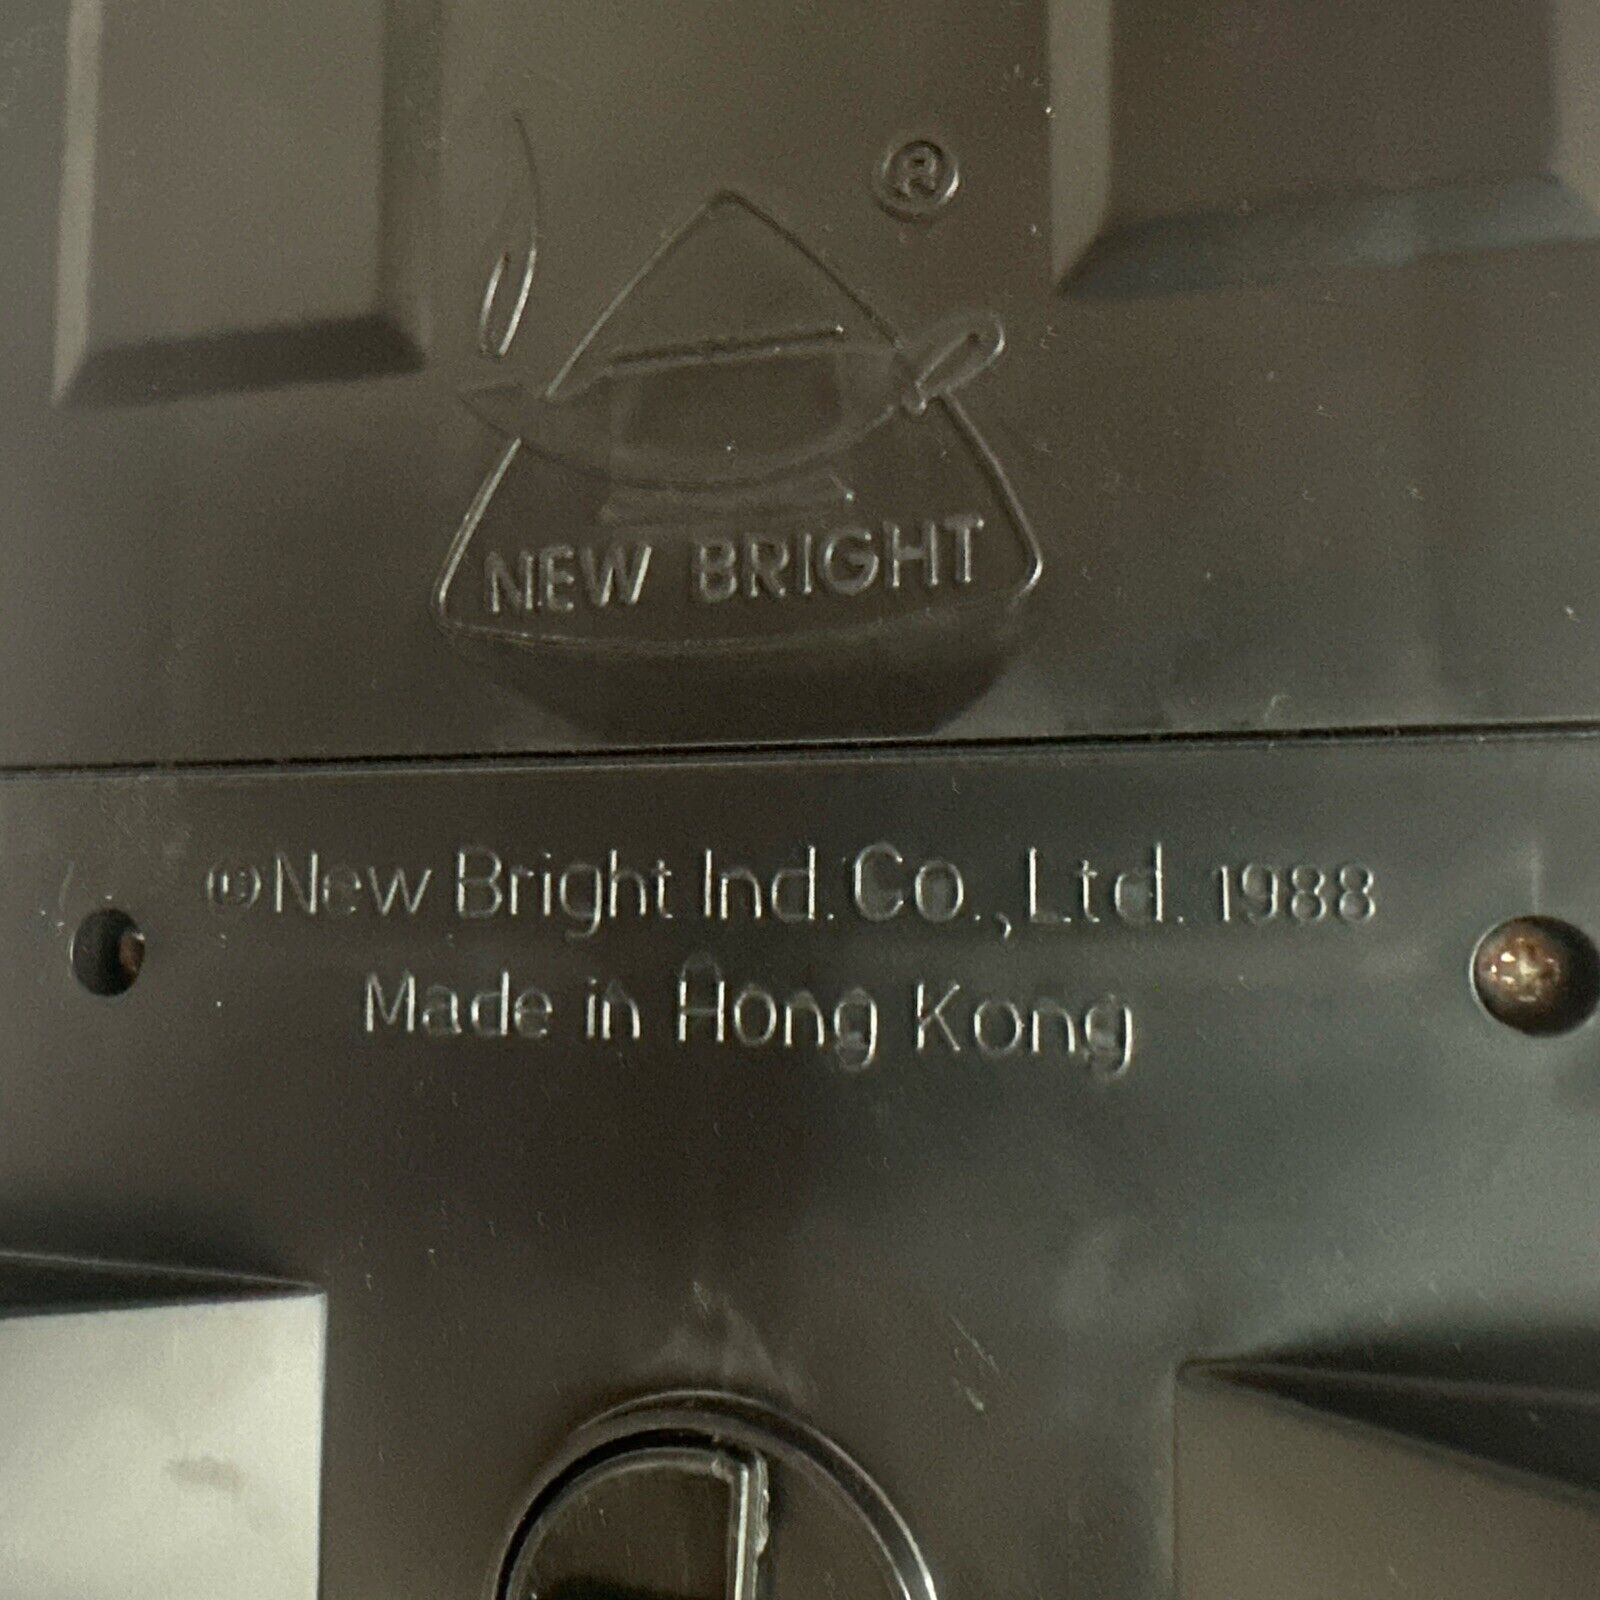 ®
NEW BRIGHT
©New Bright Ind. Co., Ltd. 1988
Made in Hong Kong